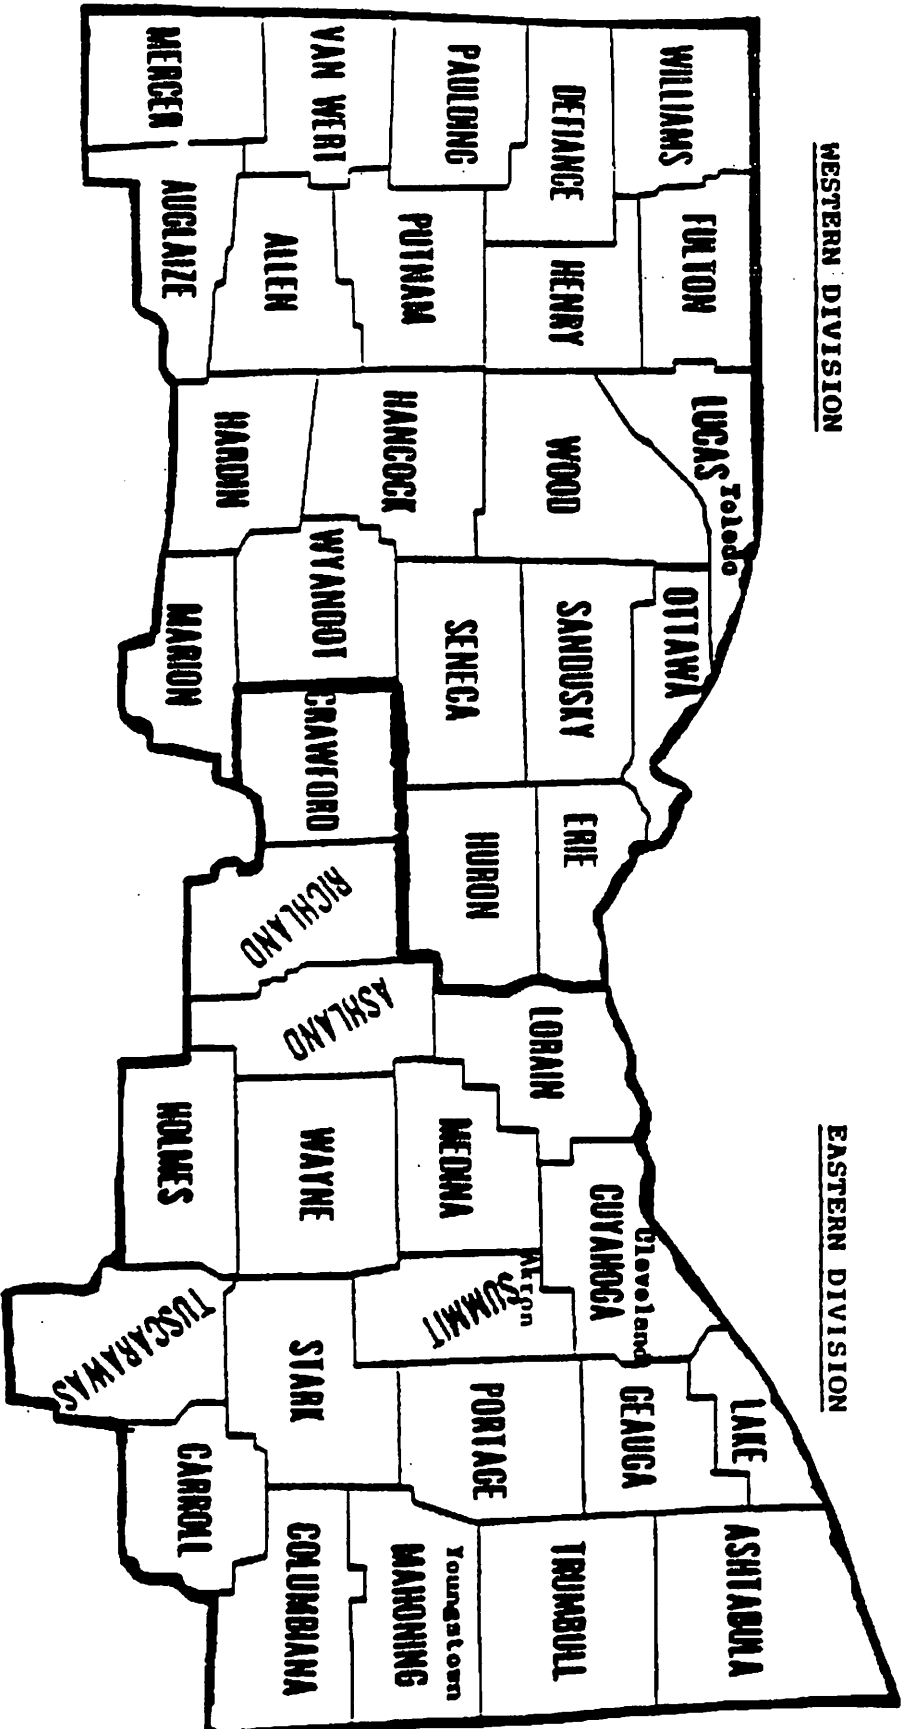 WESTERN DIVISION
EASTERN DIVISION
WILLIAMS
FULTON
LUCAS
Toledo
OTTAWA
DEFIANCE
HENRY
WOOD
SANDUSKY
ERIE
LORAIN
CUYAHOGA
Cleveland
LAKE
GEAUGA
ASHTABULA
PAULDING
PUTNAM
HANCOCK
SENECA
HURON
MEDINA
SUMMIT
Akron
PORTAGE
TRUMBULL
Youngstown
MAHONING
VAN WERT
ALLEN
HARDIN
WYANDOT
CRAWFORD
RICHLAND
ASHLAND
WAYNE
STARK
COLUMBIANA
MERCER
AUGLAIZE
MARION
HOLMES
TUSCARAWAS
CARROLL